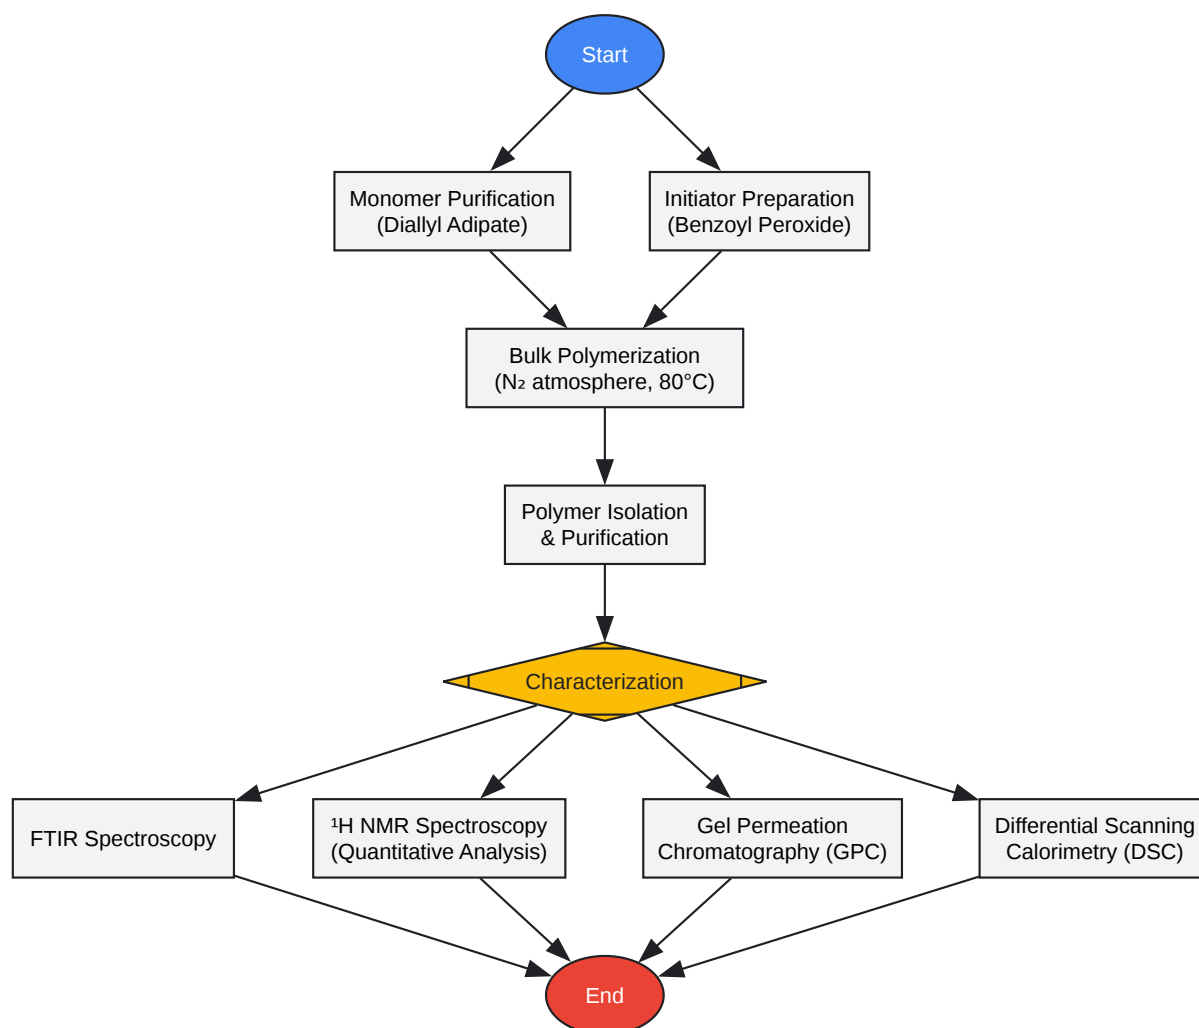 Start
Monomer Purification
(Diallyl Adipate)
Initiator Preparation
(Benzoyl Peroxide)
Bulk Polymerization
(N₂ atmosphere, 80°C)
Polymer Isolation
& Purification
Characterization
FTIR Spectroscopy
¹H NMR Spectroscopy
(Quantitative Analysis)
Gel Permeation
Chromatography (GPC)
Differential Scanning
Calorimetry (DSC)
End